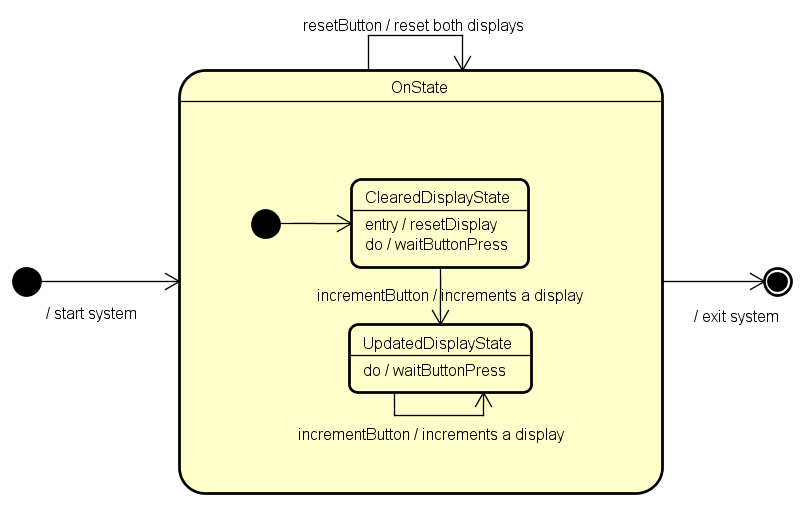 resetButton / reset both displays
OnState
ClearedDisplayState
entry / resetDisplay
do / waitButtonPress
incrementButton / increments a display
/ start system
/ exit system
UpdatedDisplayState
do / waitButtonPress
incrementButton / increments a display